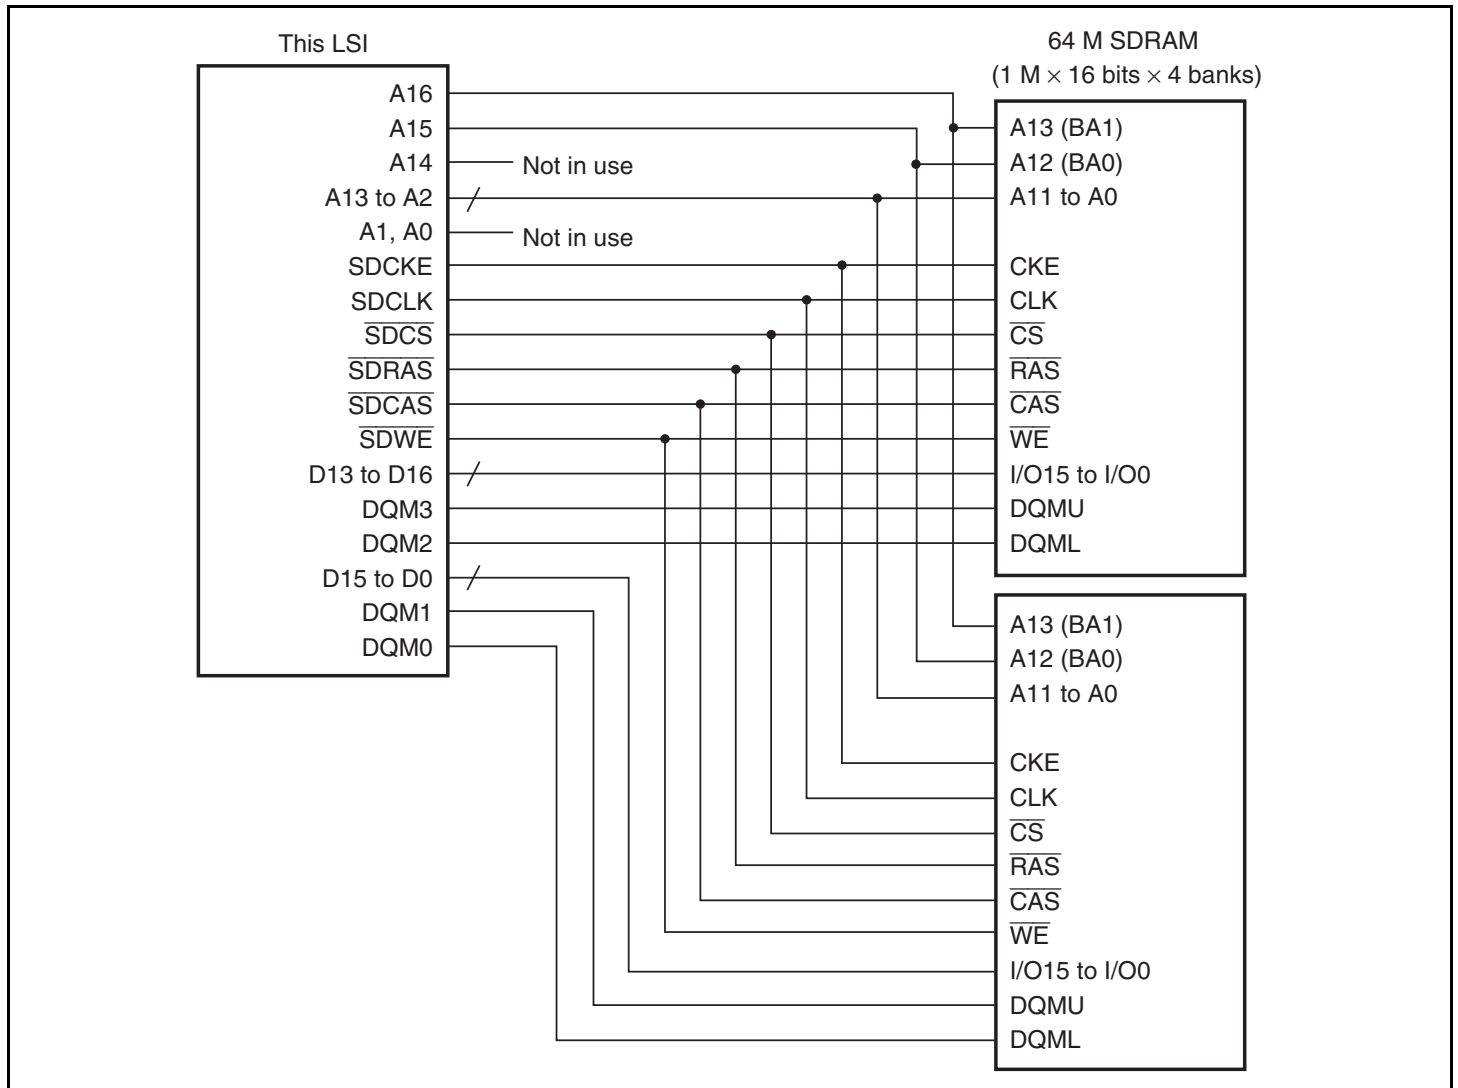 This LSI
A16
A15
A14
Not in use
A13 to A2
A1, A0
Not in use
SDCKE
SDCLK
SDCS
SDRAS
SDCAS
SDWE
D13 to D16
DQM3
DQM2
D15 to D0
DQM1
DQM0
64 M SDRAM
(1 M × 16 bits × 4 banks)
A13 (BA1)
A12 (BA0)
A11 to A0
CKE
CLK
CS
RAS
CAS
WE
I/O15 to I/O0
DQMU
DQML
A13 (BA1)
A12 (BA0)
A11 to A0
CKE
CLK
CS
RAS
CAS
WE
I/O15 to I/O0
DQMU
DQML